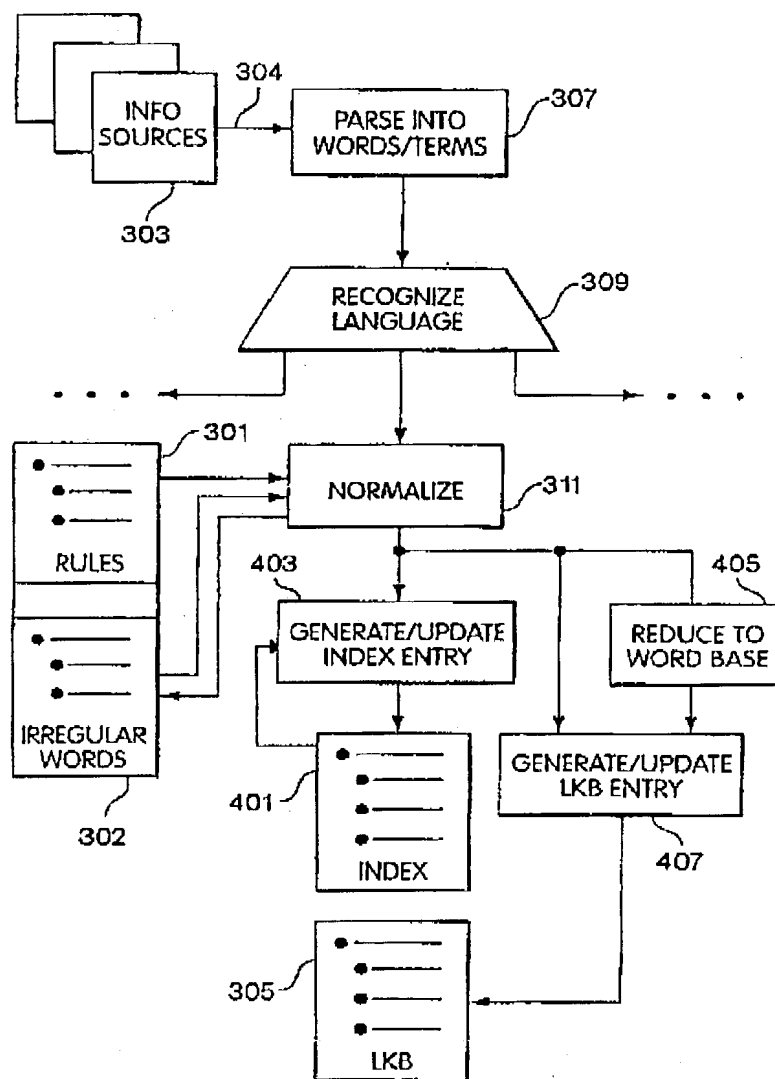 INFO
SOURCES
303
304
PARSE INTO
WORDS/TERMS
307
RECOGNIZE
LANGUAGE
309
301
RULES
NORMALIZE
311
IRREGULAR
WORDS
302
403
GENERATE/UPDATE
INDEX ENTRY
405
REDUCE TO
WORD BASE
401
INDEX
GENERATE/UPDATE
LKB ENTRY
407
305
LKB